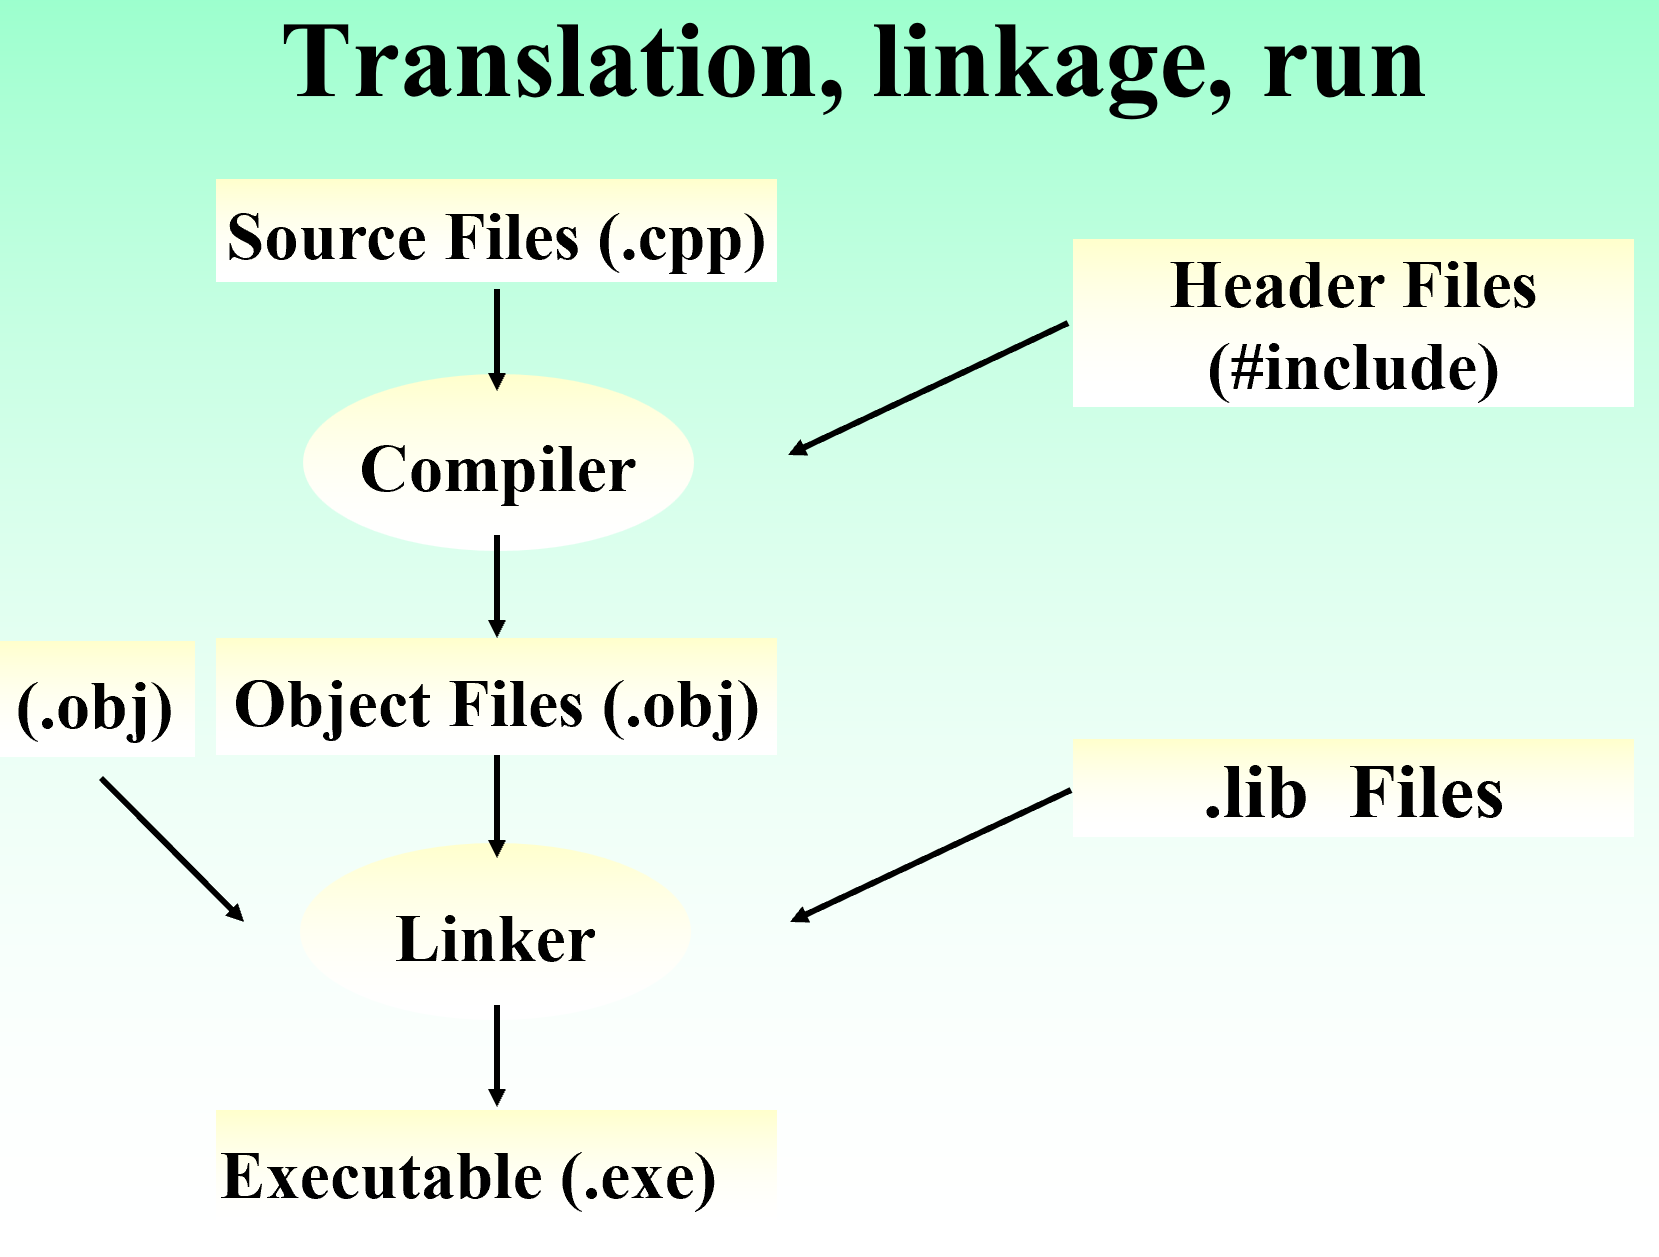 Translation, linkage, run
Source Files (.cpp)
Header Files
(#include)
Compiler
(.obj)
Object Files (.obj)
.lib  Files
Linker
Executable (.exe)